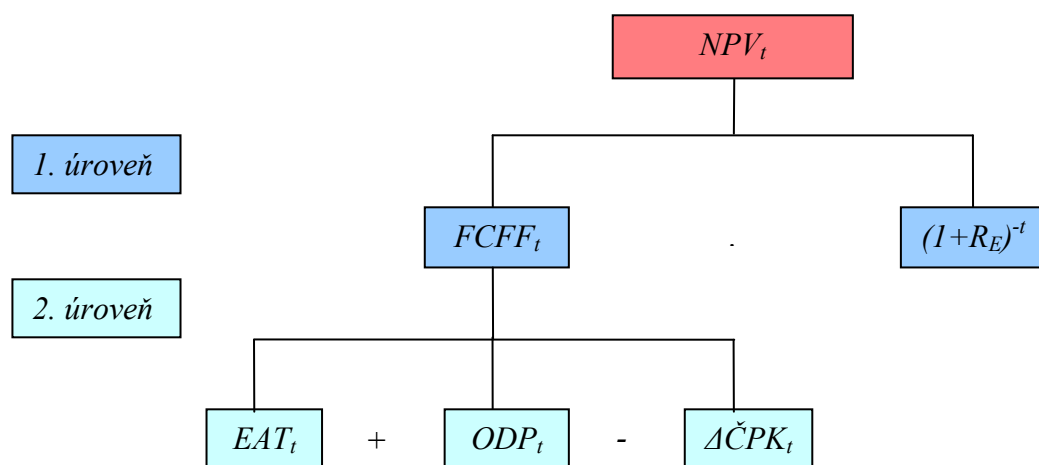 NPVt
1. úroveň
FCFFt . (1+RE)-t
2. úroveň
EATt + ODPt - ΔČPKt